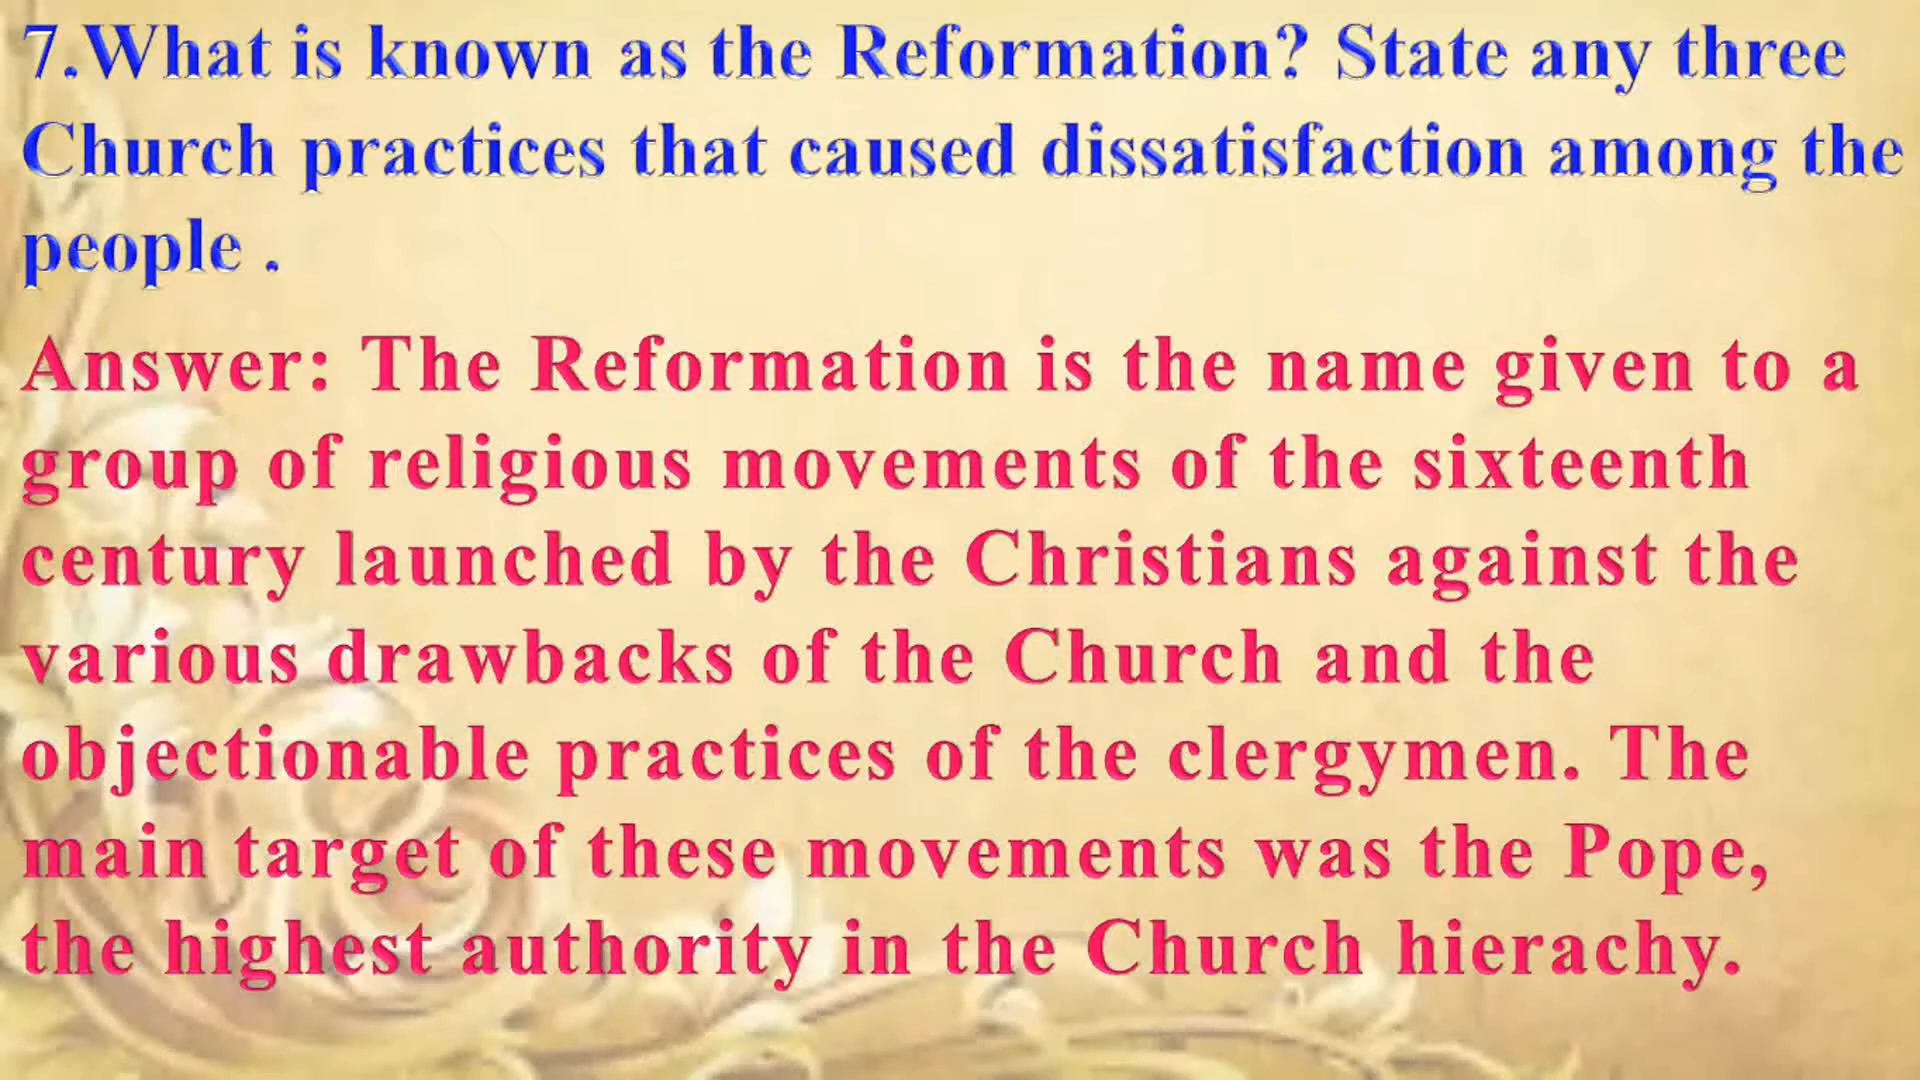 7.What is known as the Reformation? State any three
Church practices that caused dissatisfaction among the
people .
Answer: The Reformation is the name given to a
group of religious movements of the sixteenth
century launched by the Christians against the
various drawbacks of the Church and the
objectionable practices of the clergymen. The
main target of these movements was the Pope,
the highest authority in the Church hierachy.